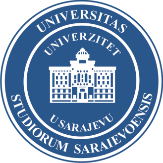 UNIVERSITAS
UNIVERZITET
U SARAJEVU
STUDIORUM SARAIEVOENSIS